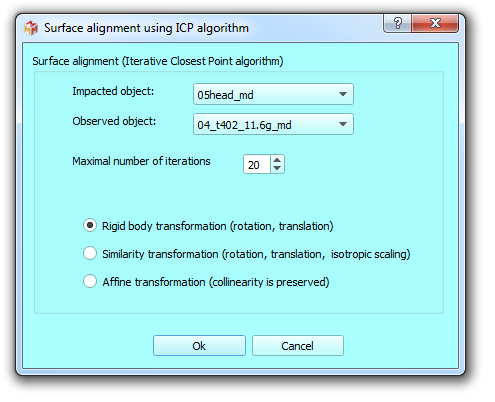 Surface alignment using ICP algorithm
?
Surface alignment (Iterative Closest Point algorithm)
Impacted object: 05head_md
Observed object: 04_t402_11.6g_md
Maximal number of iterations 20
Rigid body transformation (rotation, translation)
Similarity transformation (rotation, translation, isotropic scaling)
Affine transformation (collinearity is preserved)
Ok Cancel